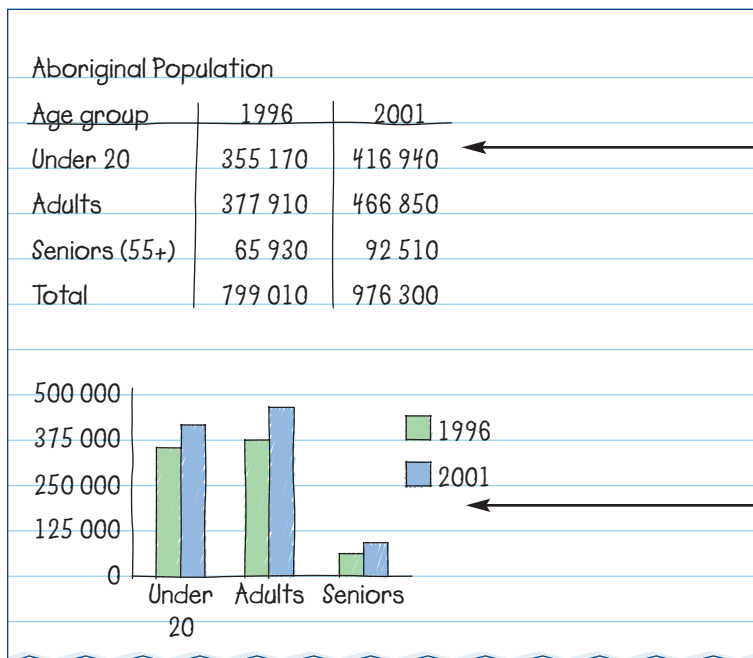 Aboriginal Population
Age group 1996 2001
Under 20 355 170 416 940
Adults 377 910 466 850
Seniors (55+) 65 930 92 510
Total 799 010 976 300
500 000
375 000
250 000
125 000
0
1996
2001
Under 20 Adults Seniors